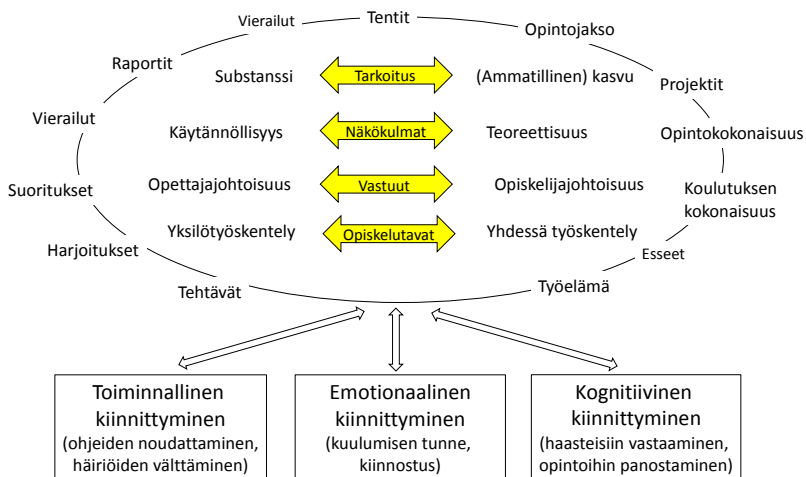 Vierailut
Tentit
Opintojakso
Raportit
Projektit
Substanssi
Tarkoitus
(Ammatillinen) kasvu
Vierailut
Käytännöllisyys
Näkökulmat
Teoreettisuus
Opintokokonaisuus
Suoritukset
Opettajajohtoisuus
Vastuut
Opiskelijajohtoisuus
Koulutuksen
kokonaisuus
Harjoitukset
Yksilötyöskentely
Opiskelutavat
Yhdessä työskentely
Esseet
Tehtävät
Työelämä
Toiminnallinen
kiinnittyminen
(ohjeiden noudattaminen,
häiriöiden välttäminen)
Emotionaalinen
kiinnittyminen
(kuulumisen tunne,
kiinnostus)
Kognitiivinen
kiinnittyminen
(haasteisiin vastaaminen,
opintoihin panostaminen)